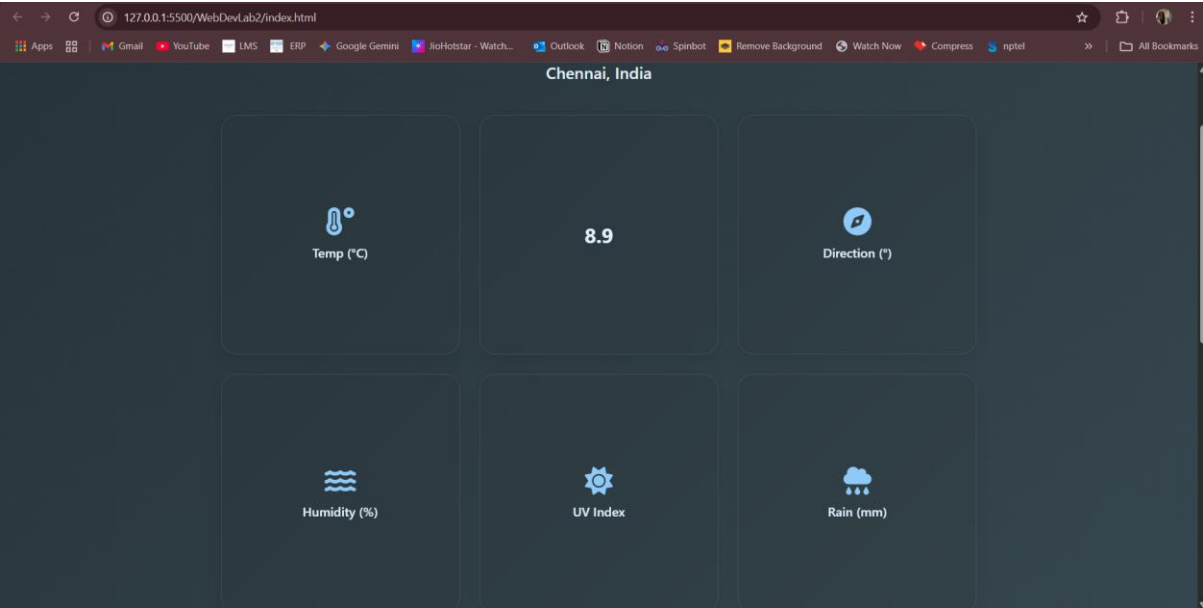 127.0.0.1:5500/WebDevLab2/index.html
Apps Gmail YouTube LMS ERP Google Gemini JioHotstar - Watch... Outlook Notion Spinbot Remove Background Watch Now Compress nptel » All Bookmarks
Chennai, India
8.9
Temp (°C) Direction (°)
Humidity (%) UV Index Rain (mm)